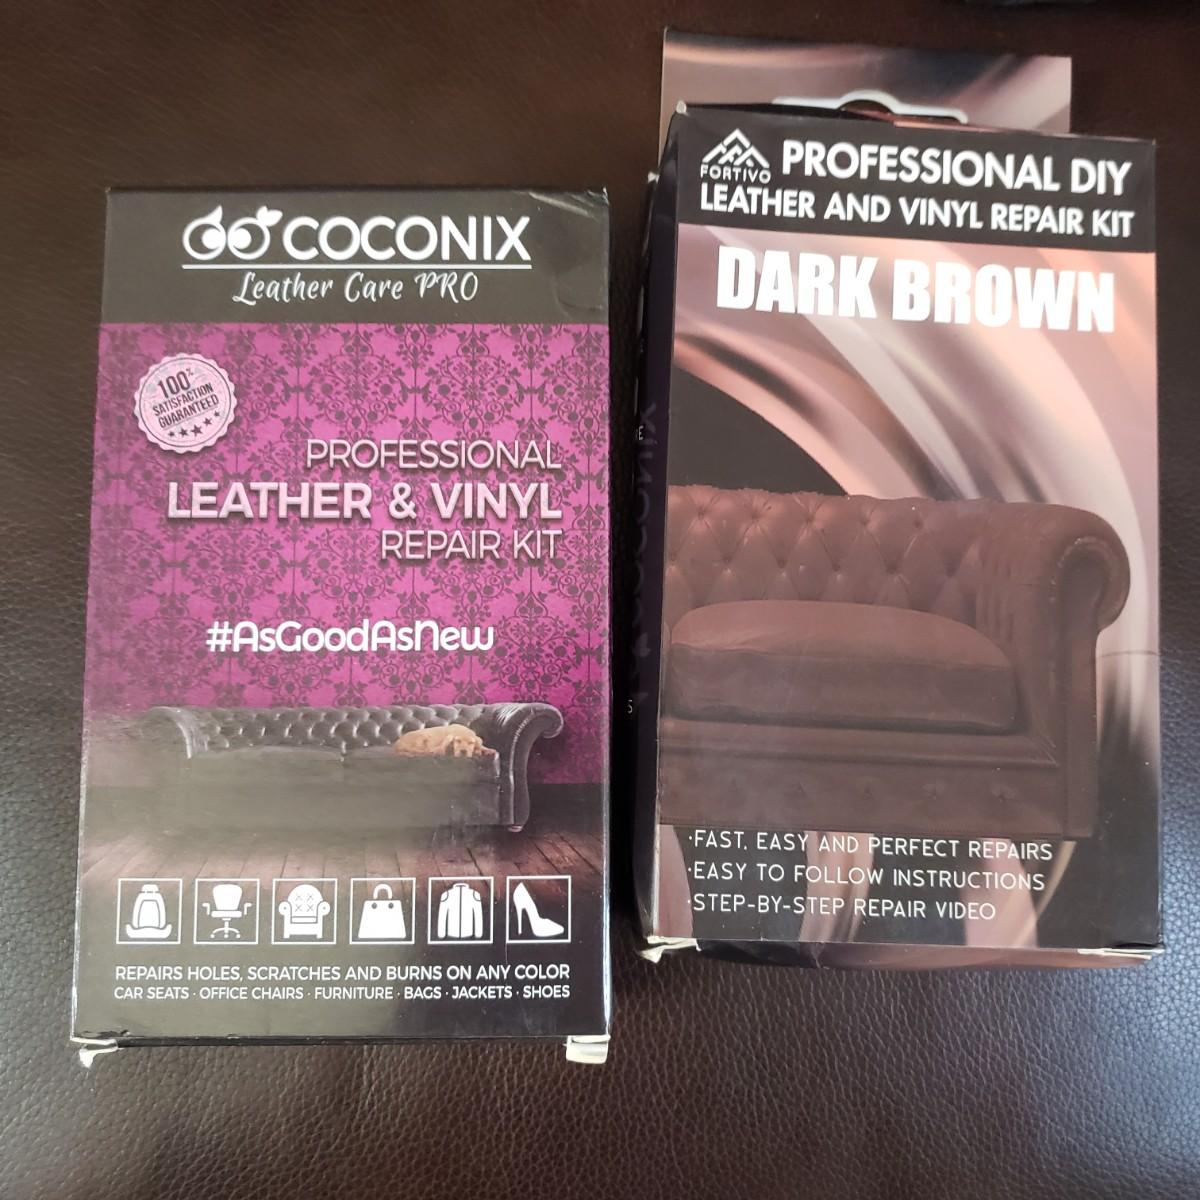 COCONIX
Leather Care PRO
100%
SATISFACTION
GUARANTEED
PROFESSIONAL
LEATHER & VINYL
REPAIR KIT
#AsGoodAsNew
REPAIRS HOLES, SCRATCHES AND BURNS ON ANY COLOR
CAR SEATS · OFFICE CHAIRS · FURNITURE · BAGS · JACKETS · SHOES
FORTIVO
PROFESSIONAL DIY
LEATHER AND VINYL REPAIR KIT
DARK BROWN
·FAST, EASY AND PERFECT REPAIRS
·EASY TO FOLLOW INSTRUCTIONS
·STEP-BY-STEP REPAIR VIDEO